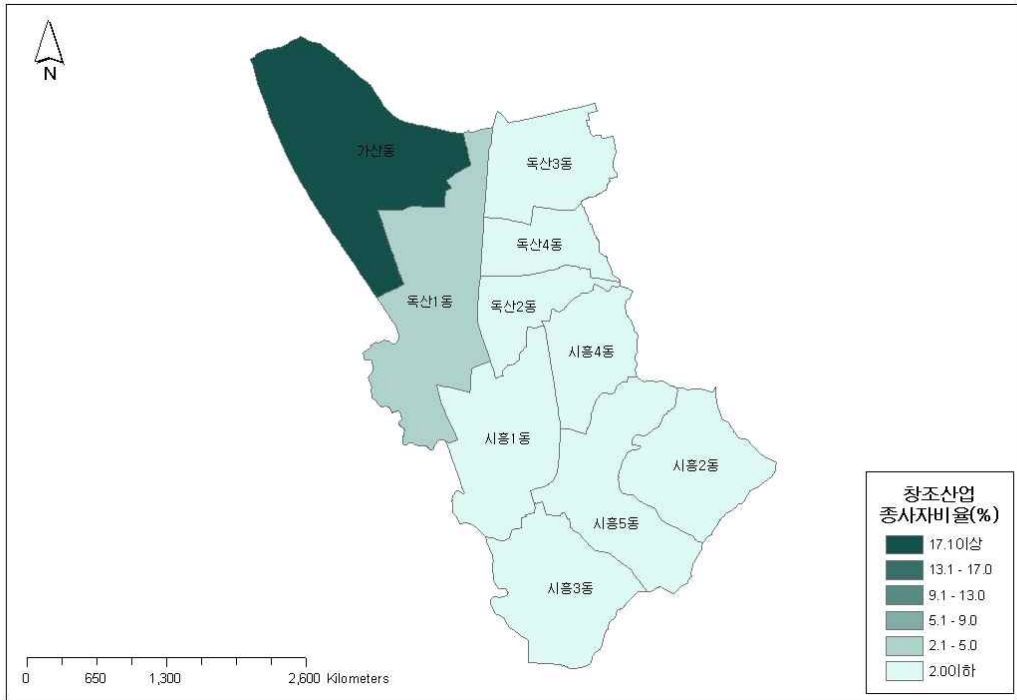 N
가산동
독산3동
독산4동
독산1동
독산2동
시흥4동
시흥1동
시흥2동
시흥5동
시흥3동
창조산업
종사자비율(%)
17.1이상
13.1 - 17.0
9.1 - 13.0
5.1 - 9.0
2.1 - 5.0
2.0이하
0 650 1,300 2,600 Kilometers